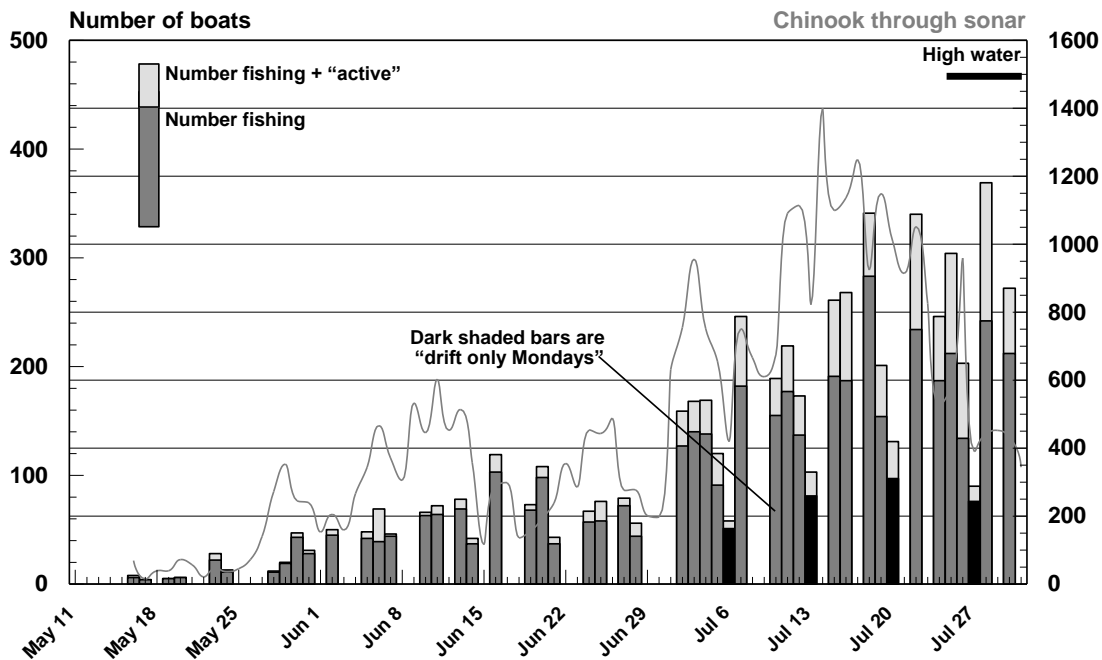 Number of boats
Chinook through sonar
500
1600
High water
Number fishing + “active”
1400
Number fishing
400
1200
300
1000
800
Dark shaded bars are
“drift only Mondays”
200
600
400
100
200
0
0
May 11
May 18
May 25
Jun 1
Jun 8
Jun 15
Jun 22
Jun 29
Jul 6
Jul 13
Jul 20
Jul 27